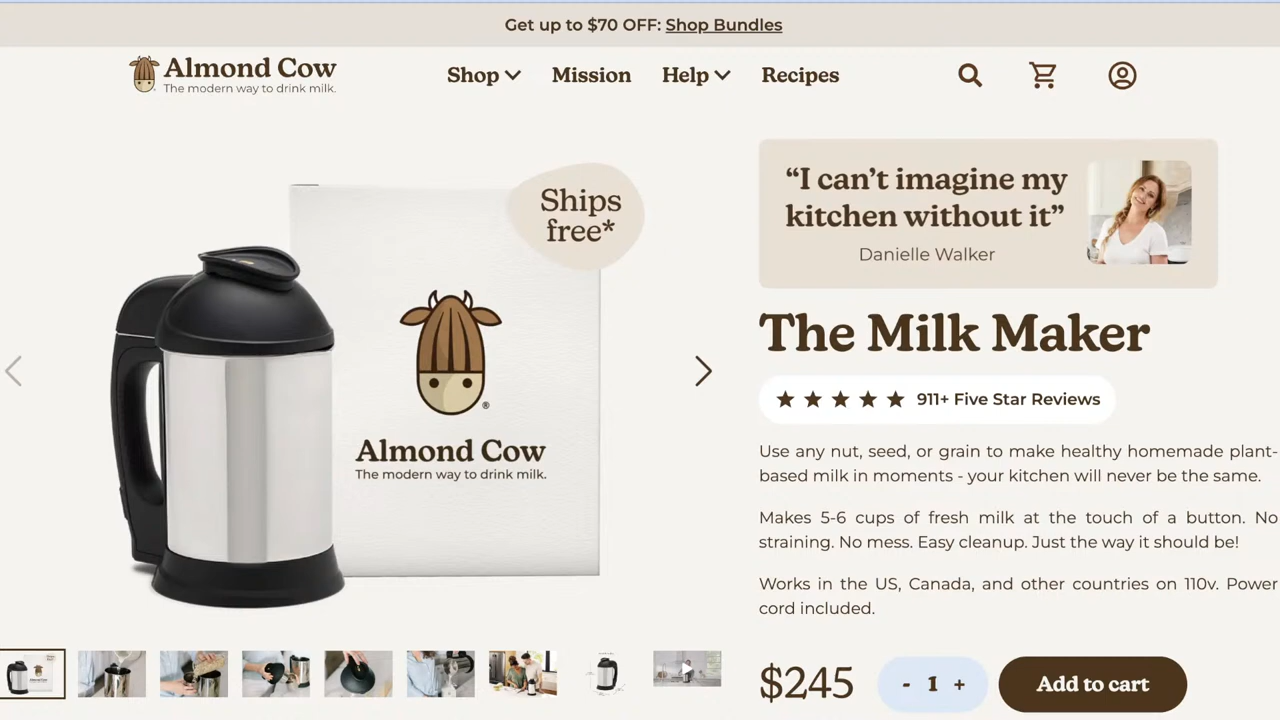 Get up to $70 OFF: Shop Bundles
Almond Cow
The modern way to drink milk.
Shop
Mission
Help
Recipes
Ships
free*
Almond Cow
The modern way to drink milk.
“I can’t imagine my
kitchen without it”
Danielle Walker
The Milk Maker
911+ Five Star Reviews
Use any nut, seed, or grain to make healthy homemade plant-
based milk in moments - your kitchen will never be the same.
Makes 5-6 cups of fresh milk at the touch of a button. No
straining. No mess. Easy cleanup. Just the way it should be!
Works in the US, Canada, and other countries on 110v. Power
cord included.
$245
- 1 +
Add to cart